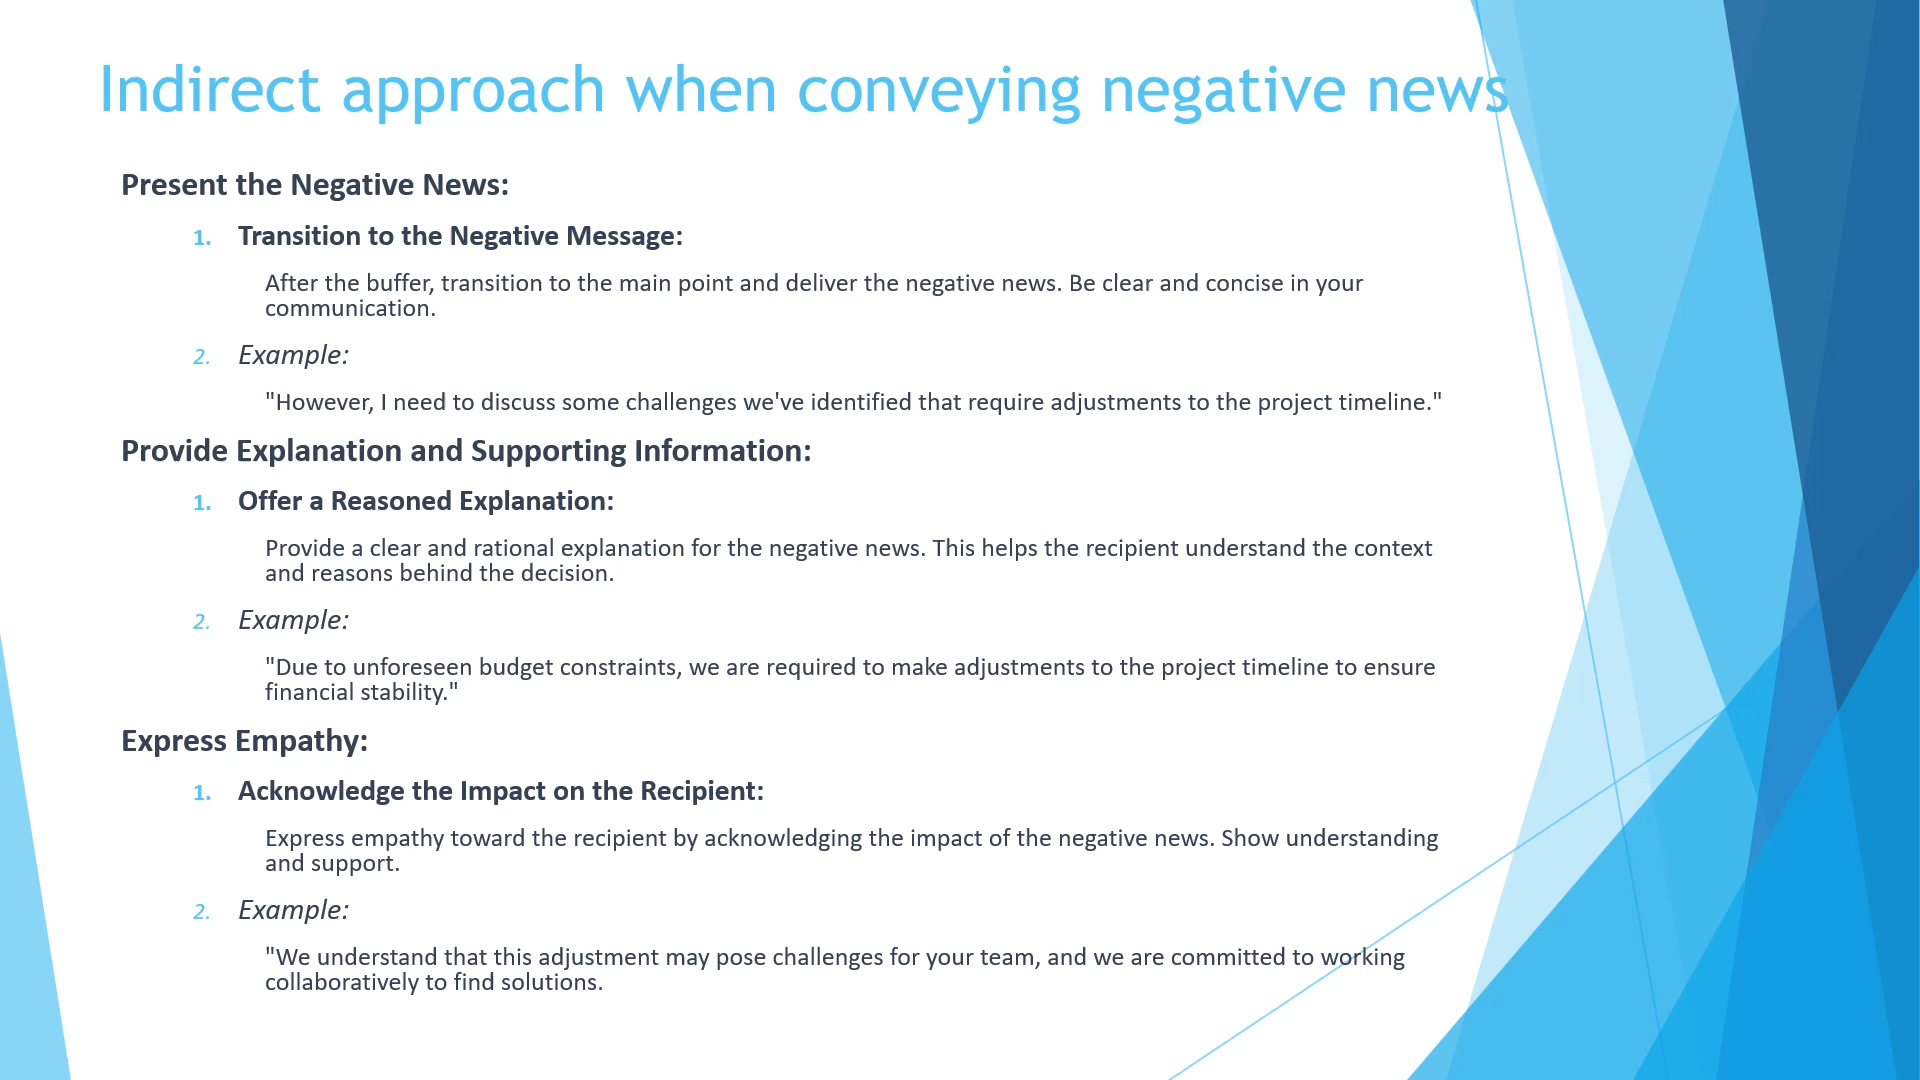 Indirect approach when conveying negative news
Present the Negative News:
1. Transition to the Negative Message:
After the buffer, transition to the main point and deliver the negative news. Be clear and concise in your
communication.
2. Example:
"However, I need to discuss some challenges we've identified that require adjustments to the project timeline."
Provide Explanation and Supporting Information:
1. Offer a Reasoned Explanation:
Provide a clear and rational explanation for the negative news. This helps the recipient understand the context
and reasons behind the decision.
2. Example:
"Due to unforeseen budget constraints, we are required to make adjustments to the project timeline to ensure
financial stability."
Express Empathy:
1. Acknowledge the Impact on the Recipient:
Express empathy toward the recipient by acknowledging the impact of the negative news. Show understanding
and support.
2. Example:
"We understand that this adjustment may pose challenges for your team, and we are committed to working
collaboratively to find solutions.